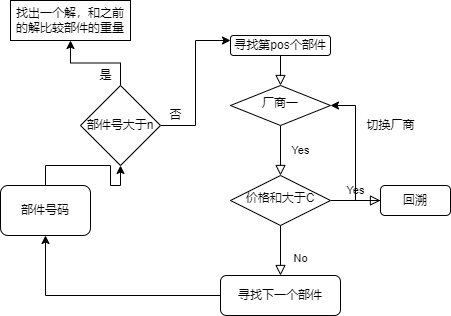 找出一个解，和之前
的解比较部件的重量
是
部件号大于n
否
寻找第pos个部件
厂商一
切换厂商
Yes
部件号码
价格和大于C
Yes
回溯
No
寻找下一个部件